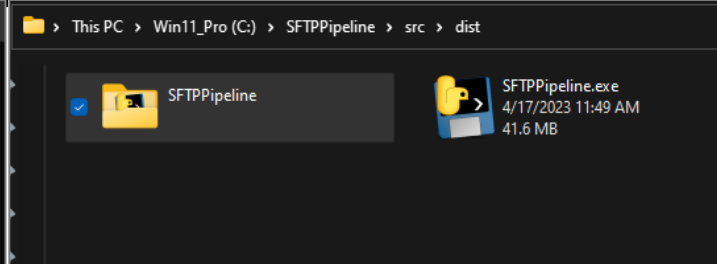 This PC > Win11_Pro (C:) > SFTPPipeline > src > dist
SFTPPipeline
SFTPPipeline.exe
4/17/2023 11:49 AM
41.6 MB